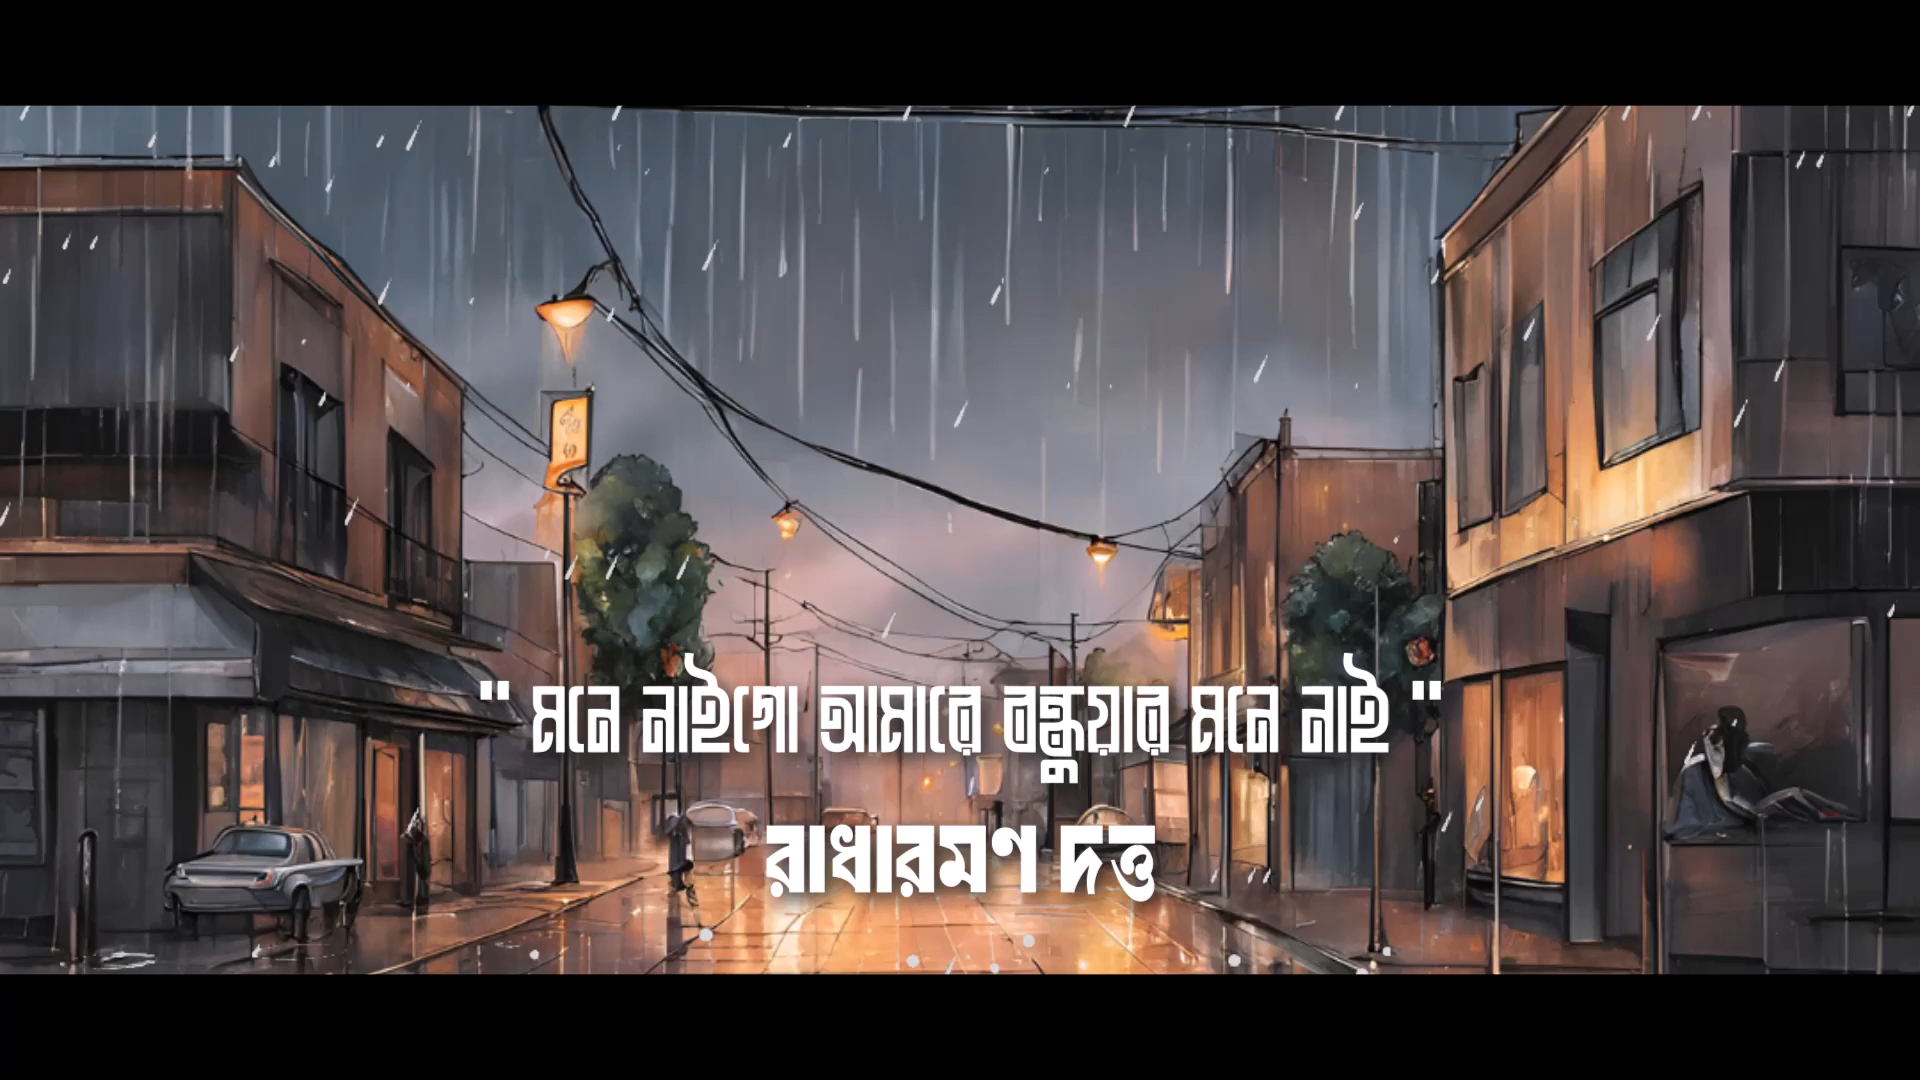 " মনে নাইগো আমারে বন্ধুয়ার মনে নাই "
রাধারমণ দত্ত